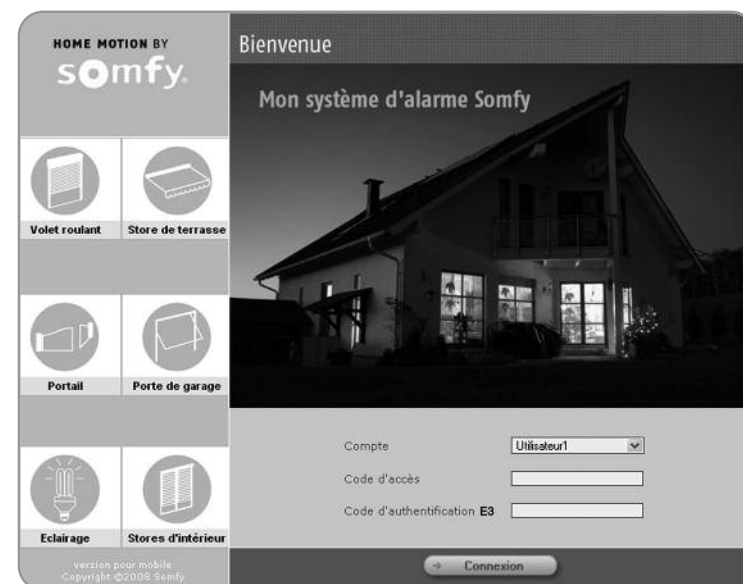 HOME MOTION BY
somfy.
Bienvenue
Mon système d'alarme Somfy
Volet roulant
Store de terrasse
Portail
Porte de garage
Eclairage
Stores d'intérieur
Compte
Utilisateur1
Code d'accès
Code d'authentification E3
Connexion
version pour mobile
Copyright ©2008 Somfy